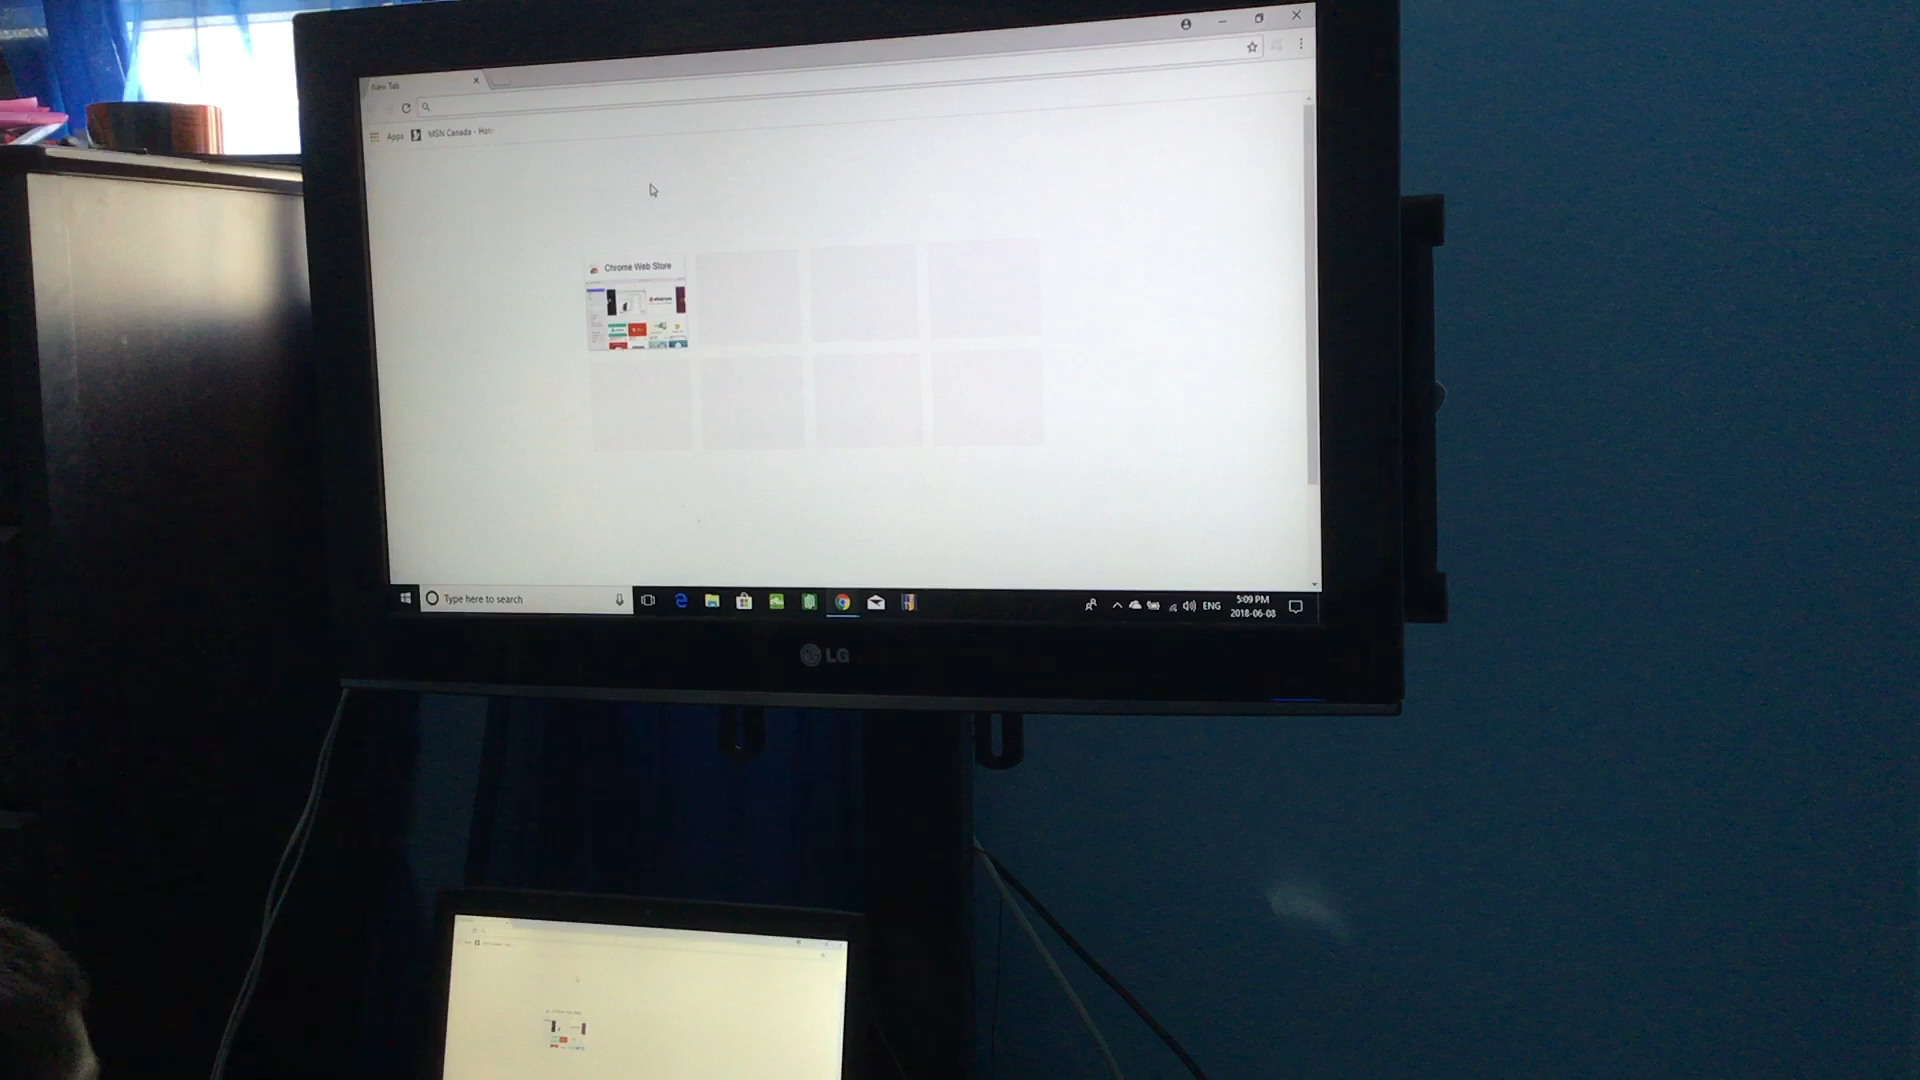 New Tab
Apps MSN Canada - Hotm
Chrome Web Store
Type here to search
ENG
5:09 PM
2018-06-08
LG